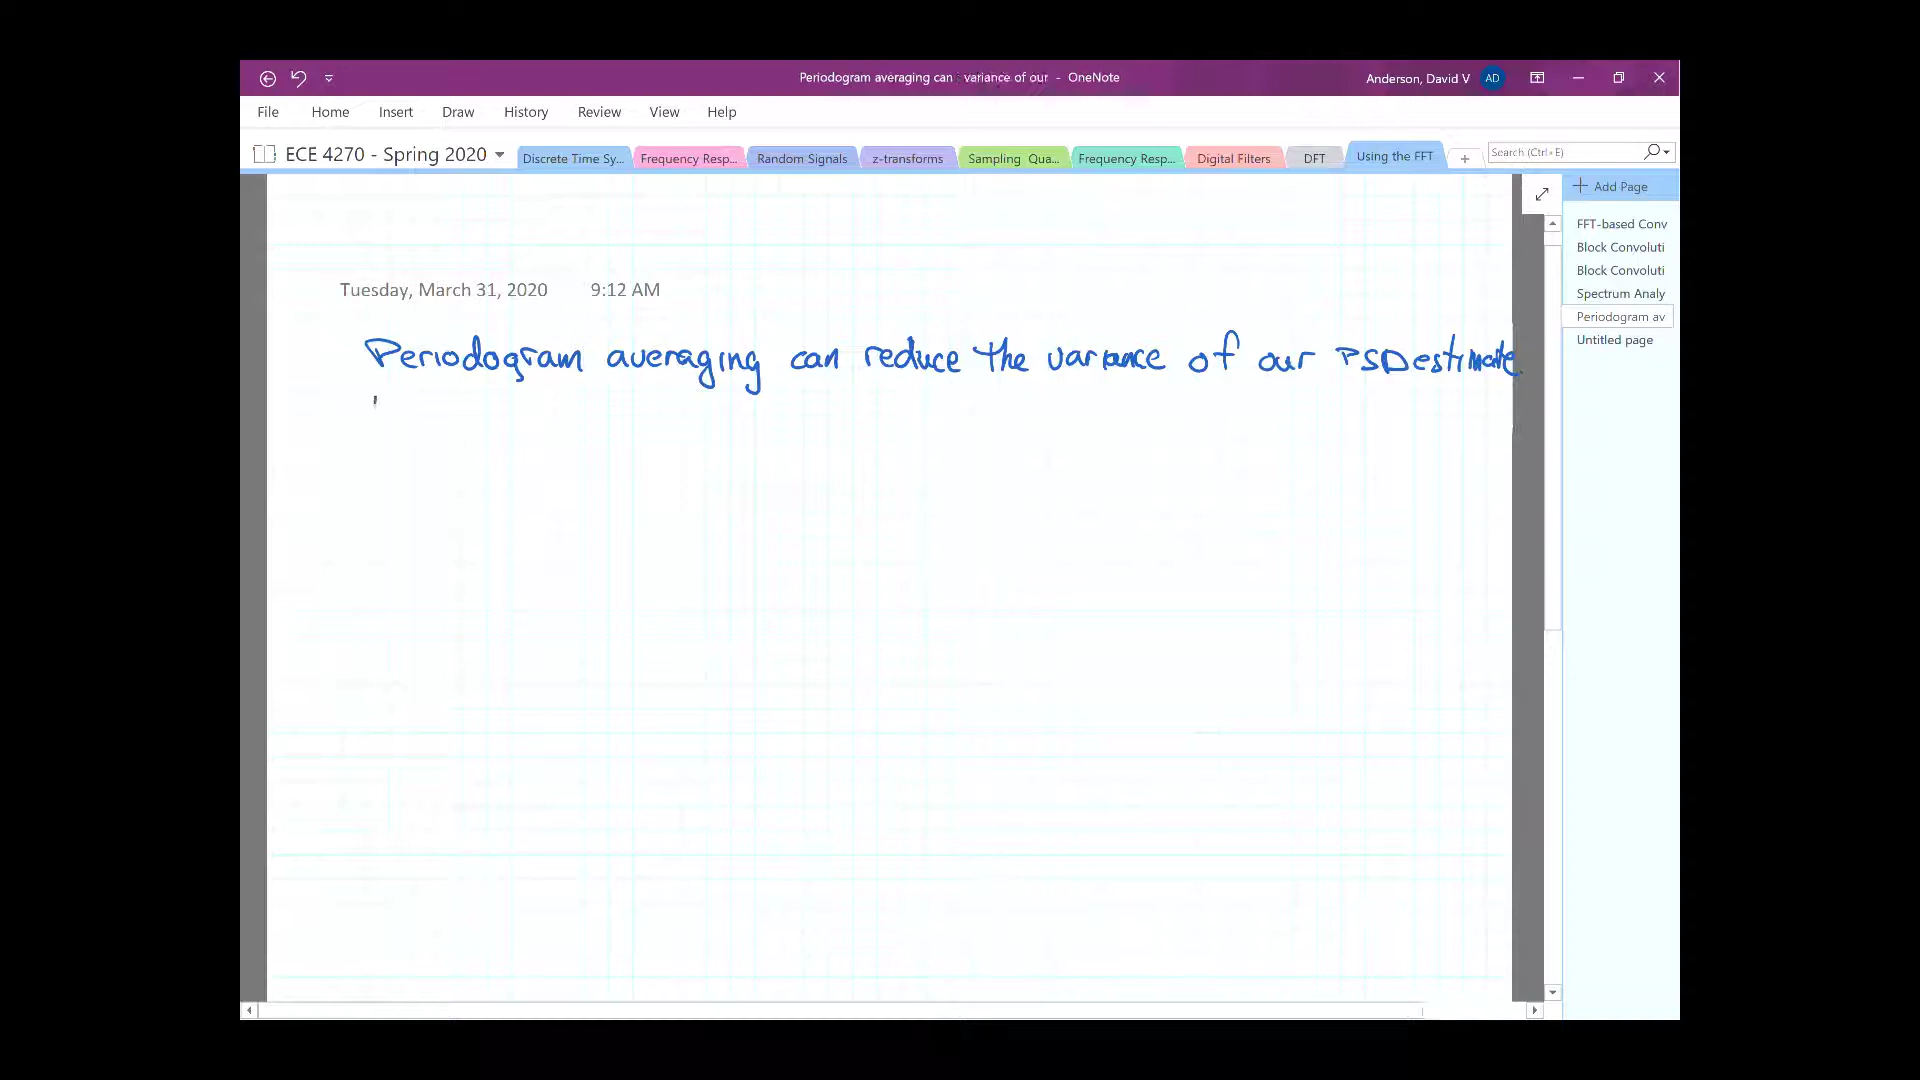 Periodogram averaging can variance of our - OneNote
Anderson, David V AD
File Home Insert Draw History Review View Help
ECE 4270 - Spring 2020
Discrete Time Sy... Frequency Resp... Random Signals z-transforms Sampling Qua... Frequency Resp... Digital Filters DFT Using the FFT
Search (Ctrl+E)
Add Page
FFT-based Conv
Block Convoluti
Block Convoluti
Spectrum Analy
Periodogram av
Untitled page
Tuesday, March 31, 2020 9:12 AM
Periodogram averaging can reduce the variance of our PSD estimate.